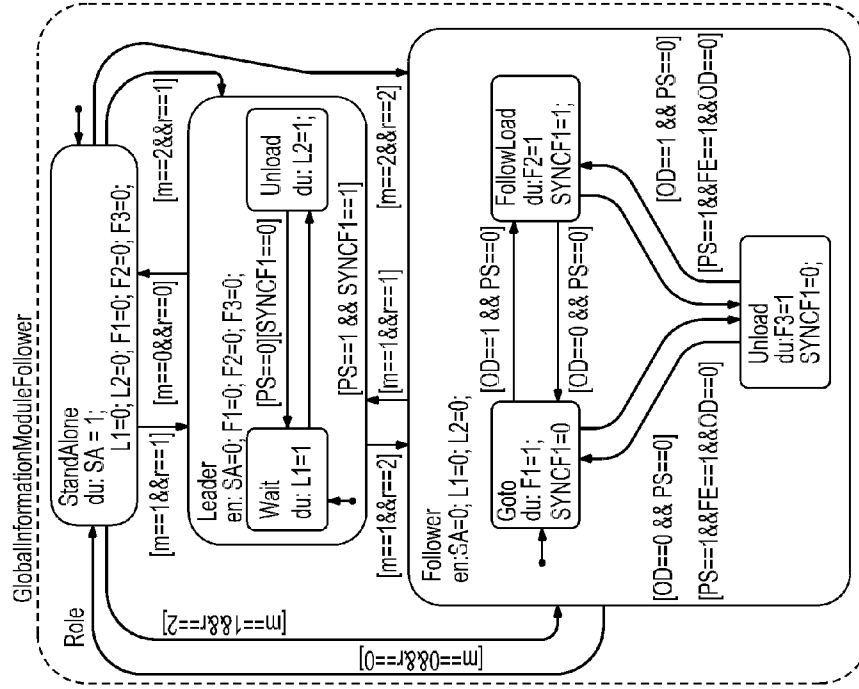 GlobalInformationModuleFollower
Role
StandAlone
du: SA = 1;
L1=0; L2=0; F1=0; F2=0; F3=0;
[m==1&&r==1]
[m==0&&r==0]
[m==2&&r==1]
Leader
en: SA=0; F1=0; F2=0; F3=0;
Wait
du: L1=1
[PS==0][SYNCF1==0]
Unload
du: L2=1;
[PS==1 && SYNCF1==1]
[m==1&&r==2]
[m==1&&r==1]
[m==2&&r==2]
[m==1&&r==2]
[m==0&&r==0]
Follower
en:SA=0; L1=0; L2=0;
Goto
du: F1=1;
SYNCF1=0
[OD==1 && PS==0]
[OD==0 && PS==0]
FollowLoad
du:F2=1
SYNCF1=1;
[OD==0 && PS==0]
[PS==1&&FE==1&&OD==0]
[OD==1 && PS==0]
[PS==1&&FE==1&&OD==0]
Unload
du:F3=1
SYNCF1=0;